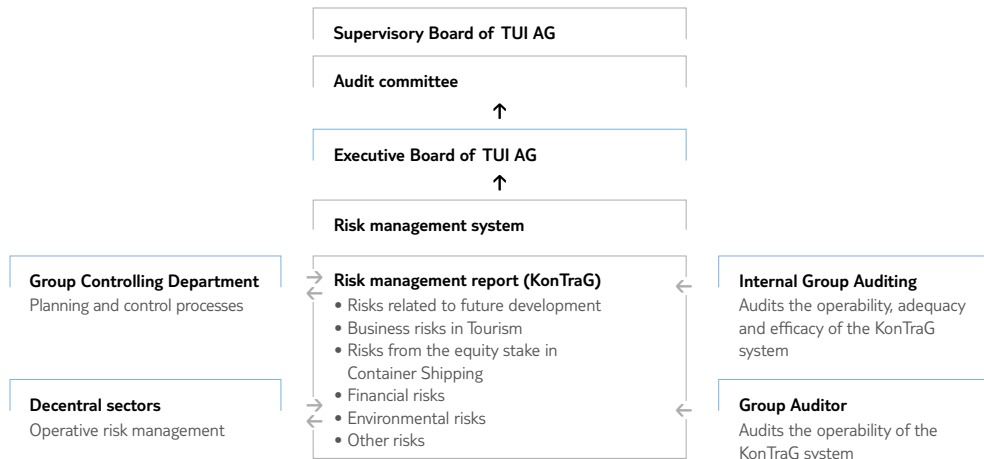 Supervisory Board of TUI AG
Audit committee
Executive Board of TUI AG
Risk management system
Group Controlling Department
Planning and control processes
Decentral sectors
Operative risk management
Risk management report (KonTraG)
• Risks related to future development
• Business risks in Tourism
• Risks from the equity stake in
Container Shipping
• Financial risks
• Environmental risks
• Other risks
Internal Group Auditing
Audits the operability, adequacy
and efficacy of the KonTraG
system
Group Auditor
Audits the operability of the
KonTraG system